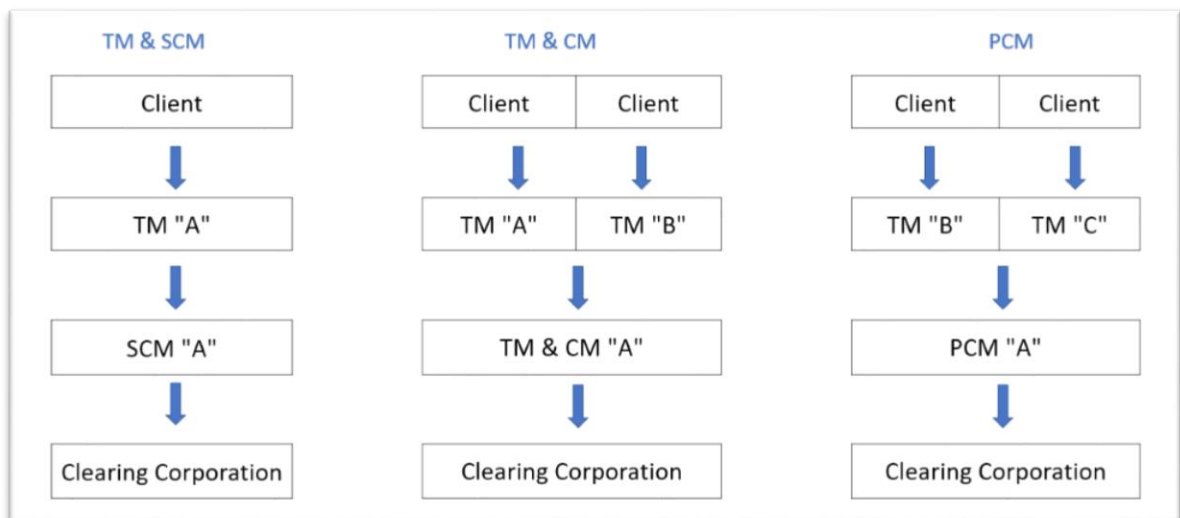 TM & SCM
Client
TM "A"
SCM "A"
Clearing Corporation
TM & CM
Client Client
TM "A" TM "B"
TM & CM "A"
Clearing Corporation
PCM
Client Client
TM "B" TM "C"
PCM "A"
Clearing Corporation